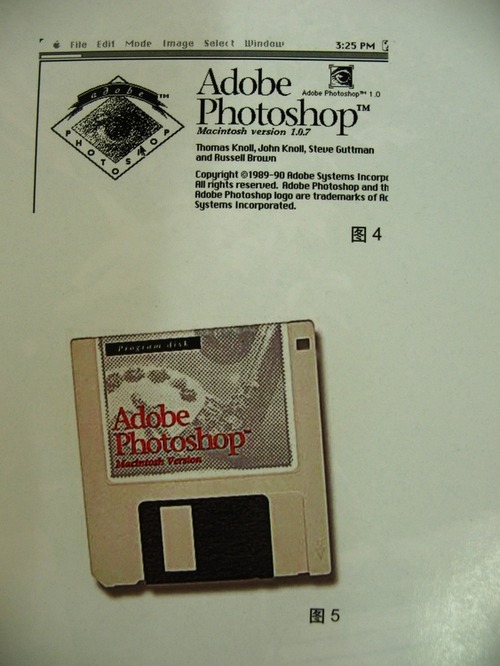 File Edit Mode Image Select Window 3:25 PM
adobe™
PHOTOSHOP
Adobe
Photoshop™
Macintosh version 1.0.7
Adobe Photoshop™ 1.0
Thomas Knoll, John Knoll, Steve Guttman
and Russell Brown
Copyright ©1989-90 Adobe Systems Incorpo
All rights reserved. Adobe Photoshop and th
Adobe Photoshop logo are trademarks of Ad
Systems Incorporated.
图 4
Program disk
Adobe
Photoshop™
Macintosh Version
图 5